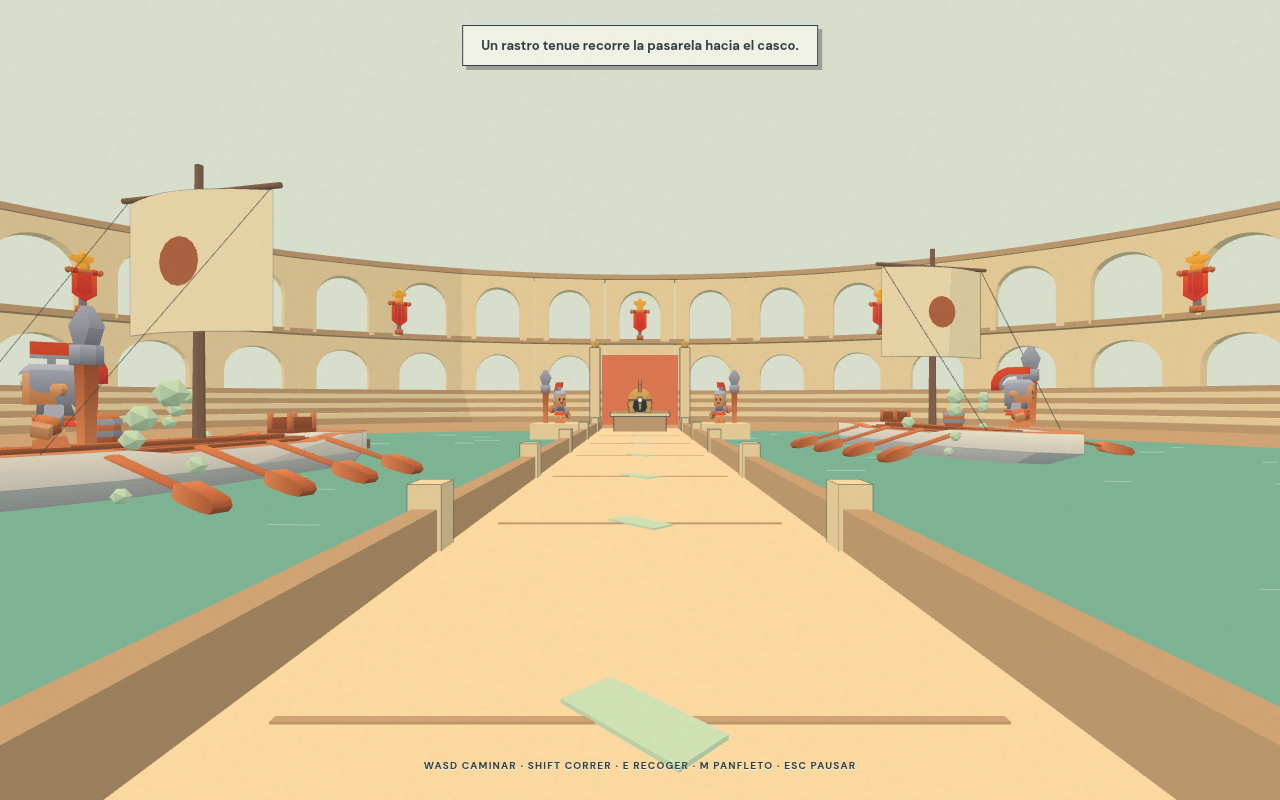 Un rastro tenue recorre la pasarela hacia el casco.
WASD CAMINAR · SHIFT CORRER · E RECOGER · M PANFLETO · ESC PAUSAR